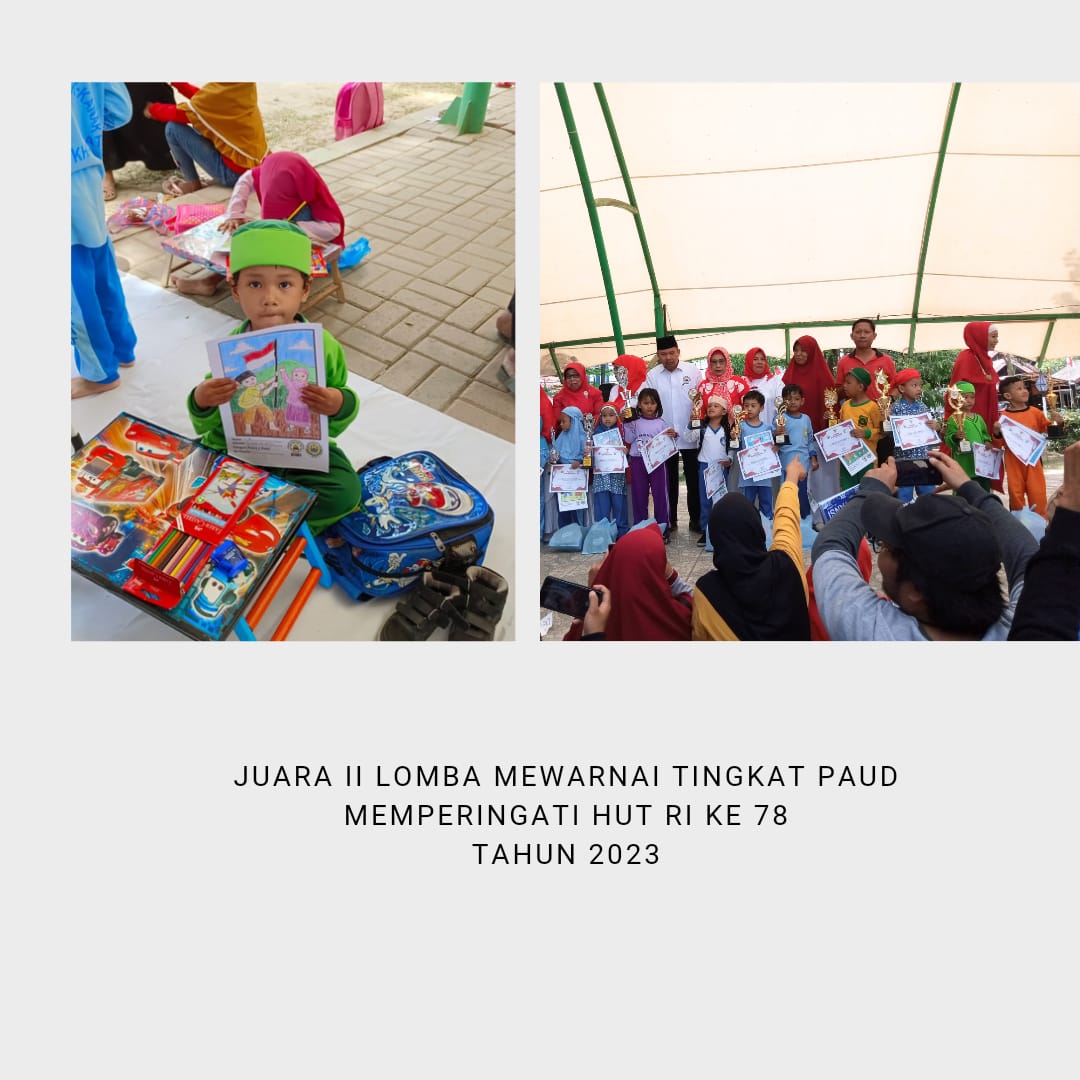 JUARA II LOMBA MEWARNAI TINGKAT PAUD
MEMPERINGATI HUT RI KE 78
TAHUN 2023